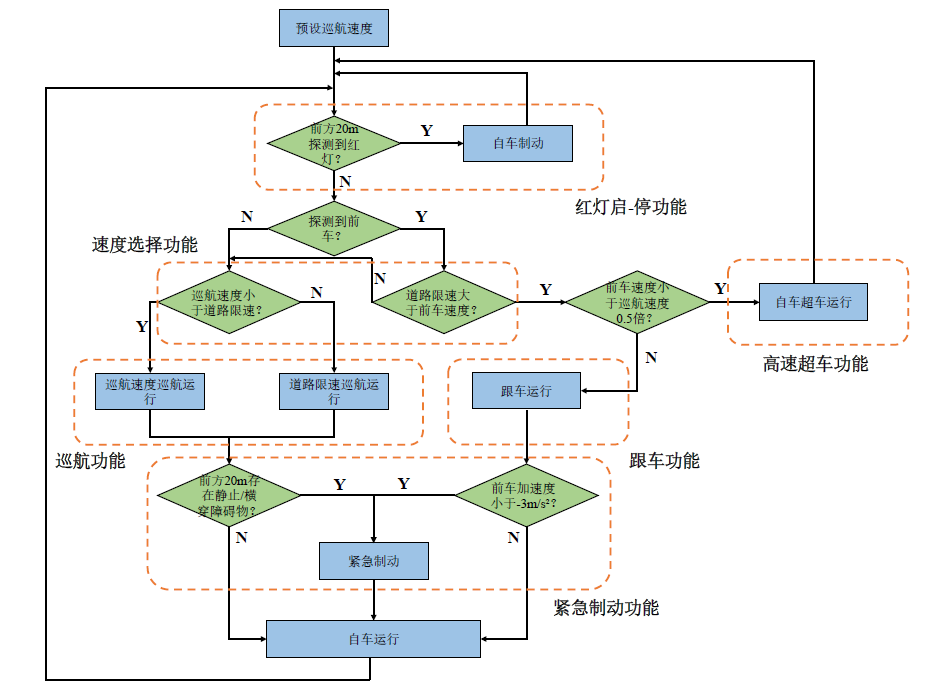 预设巡航速度
前方20m
探测到红
灯？
Y
自车制动
N
红灯启-停功能
探测到前
车？
N
Y
速度选择功能
巡航速度小
于道路限速？
N
N
道路限速大
于前车速度？
Y
前车速度小
于巡航速度
0.5倍？
Y
自车超车运行
高速超车功能
Y
N
巡航速度巡航运
行
道路限速巡航运
行
跟车运行
巡航功能
跟车功能
前方20m存
在静止/横
穿障碍物？
Y
Y
前车加速度
小于-3m/s²？
N
N
紧急制动
紧急制动功能
自车运行